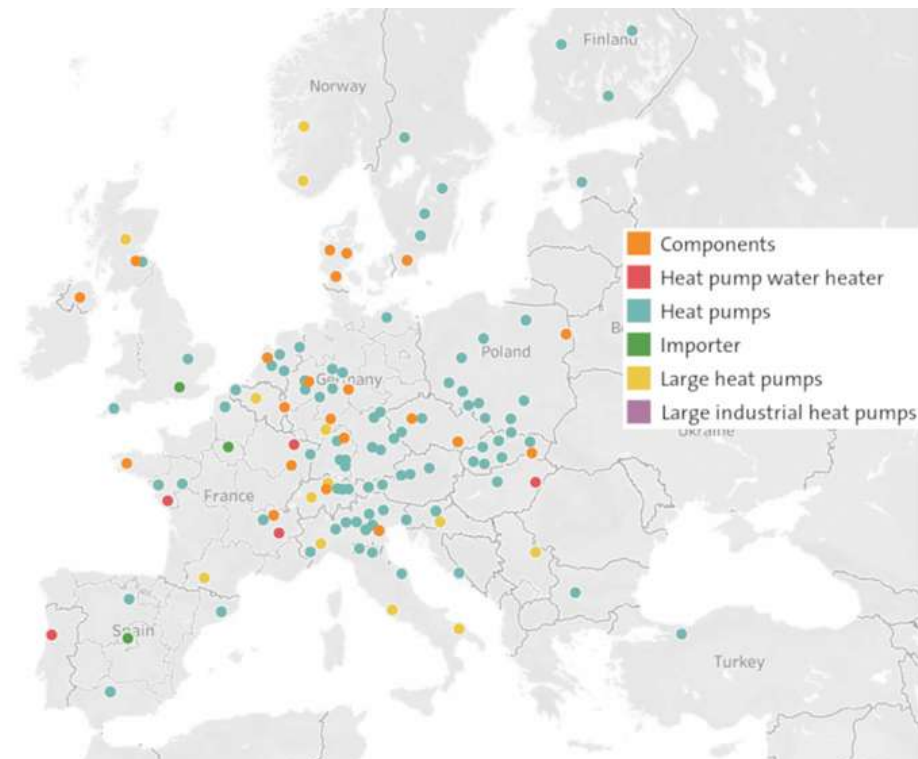 Finland
Norway
Components
Heat pump water heater
Heat pumps
Importer
Large heat pumps
Large industrial heat pumps
B
Poland
Germany
Ukraine
France
Spain
Turkey